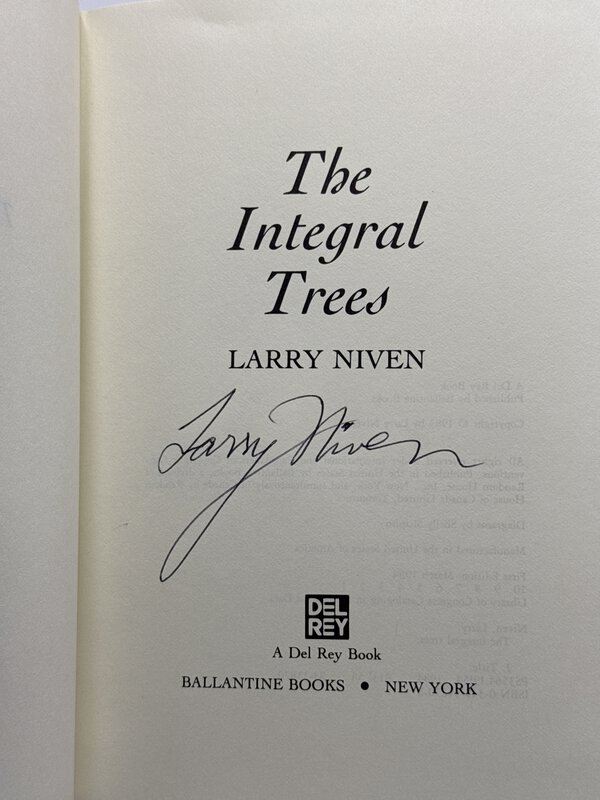 The
Integral
Trees
LARRY NIVEN
Larry Niven
DEL
REY
A Del Rey Book
BALLANTINE BOOKS • NEW YORK